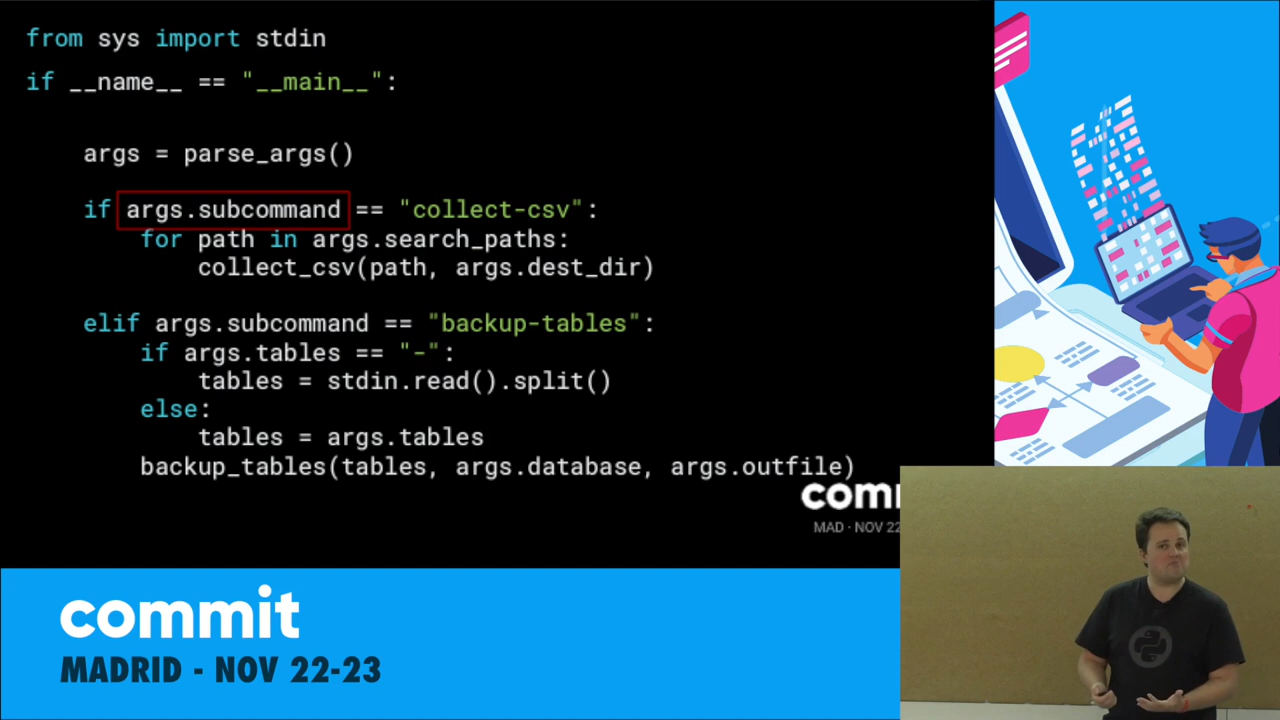 from sys import stdin
if __name__ == "__main__":
args = parse_args()
if args.subcommand == "collect-csv":
for path in args.search_paths:
collect_csv(path, args.dest_dir)
elif args.subcommand == "backup-tables":
if args.tables == "-":
tables = stdin.read().split()
else:
tables = args.tables
backup_tables(tables, args.database, args.outfile)
com
MAD · NOV 22
commit
MADRID - NOV 22-23